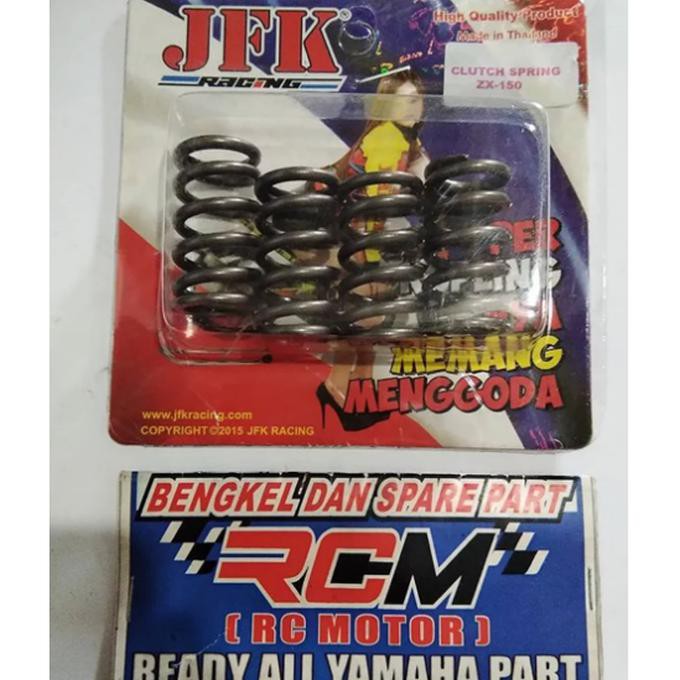 JFK®
RACING
High Quality Product
Made in Thailand
CLUTCH SPRING
ZX-150
MEMANG
MENGGODA
www.jfkracing.com
COPYRIGHT©2015 JFK RACING
BENGKEL DAN SPARE PART
RCM
( RC MOTOR )
READY ALL YAMAHA PART